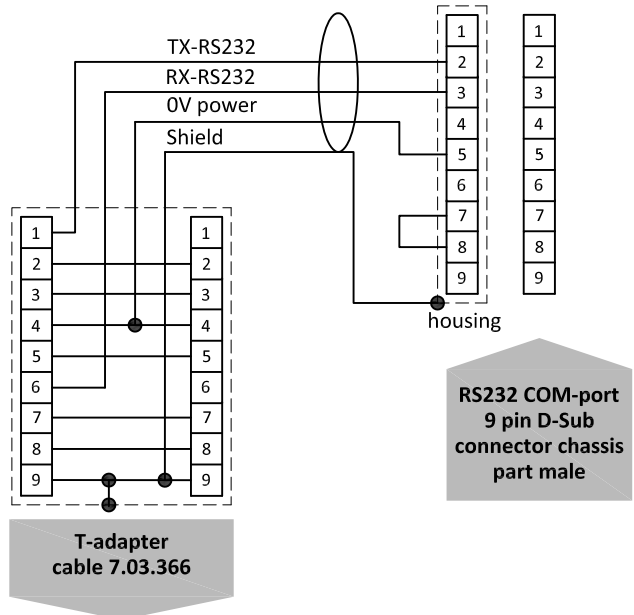 TX-RS232
RX-RS232
0V power
Shield
1 1
2 2
3 3
4 4
5 5
6 6
7 7
8 8
9 9
housing
1 1
2 2
3 3
4 4
5 5
6 6
7 7
8 8
9 9
RS232 COM-port
9 pin D-Sub
connector chassis
part male
T-adapter
cable 7.03.366